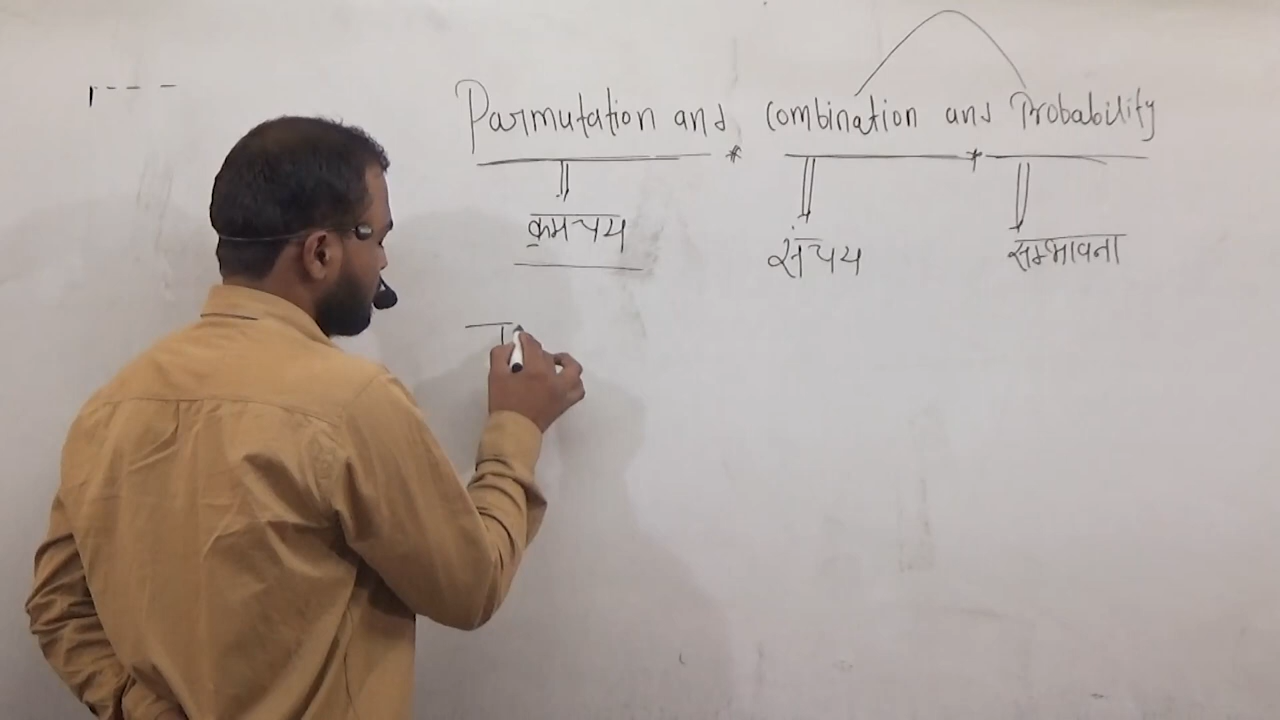 Parmutation and Combination and Probability
क्रमचय संचय सम्भावना